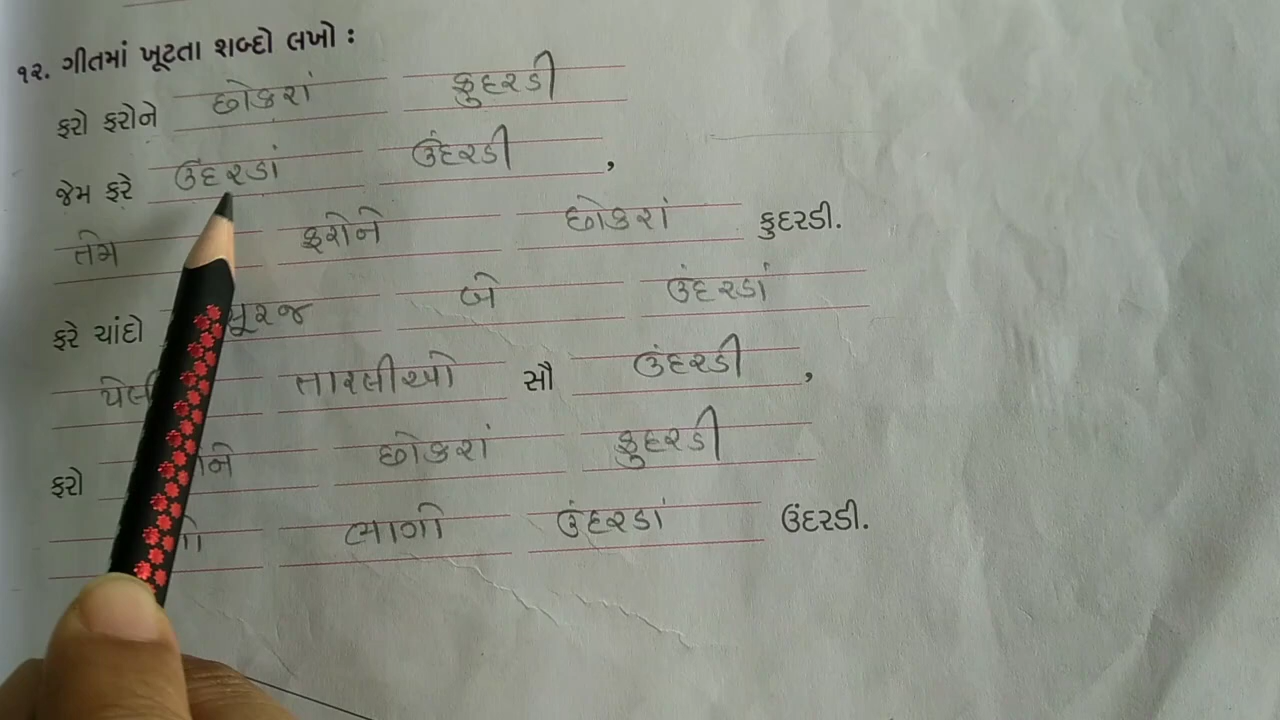 ૧૨. ગીતમાં ખૂટતા શબ્દો લખો :
ફરો ફરોને છોકરાં ફુદરડી
જેમ ફરે ઉંદરડાં ઉંદરડી,
તેમ ફરોને છોકરાં ફુદરડી.
ફરે ચાંદો સૂરજ બે ઉંદરડાં
તારલીઓ સૌ ઉંદરડી,
ફરો છોકરાં ફુદરડી
ભાગો ઉંદરડાં ઉંદરડી.